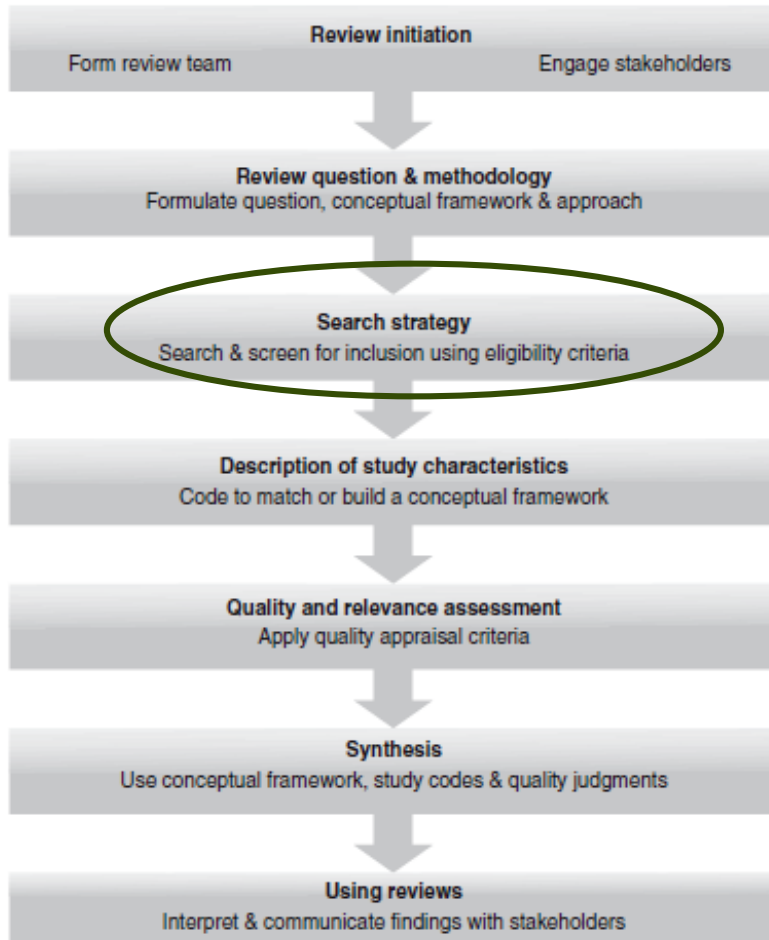 Review initiation
Form review team Engage stakeholders
Review question & methodology
Formulate question, conceptual framework & approach
Search strategy
Search & screen for inclusion using eligibility criteria
Description of study characteristics
Code to match or build a conceptual framework
Quality and relevance assessment
Apply quality appraisal criteria
Synthesis
Use conceptual framework, study codes & quality judgments
Using reviews
Interpret & communicate findings with stakeholders